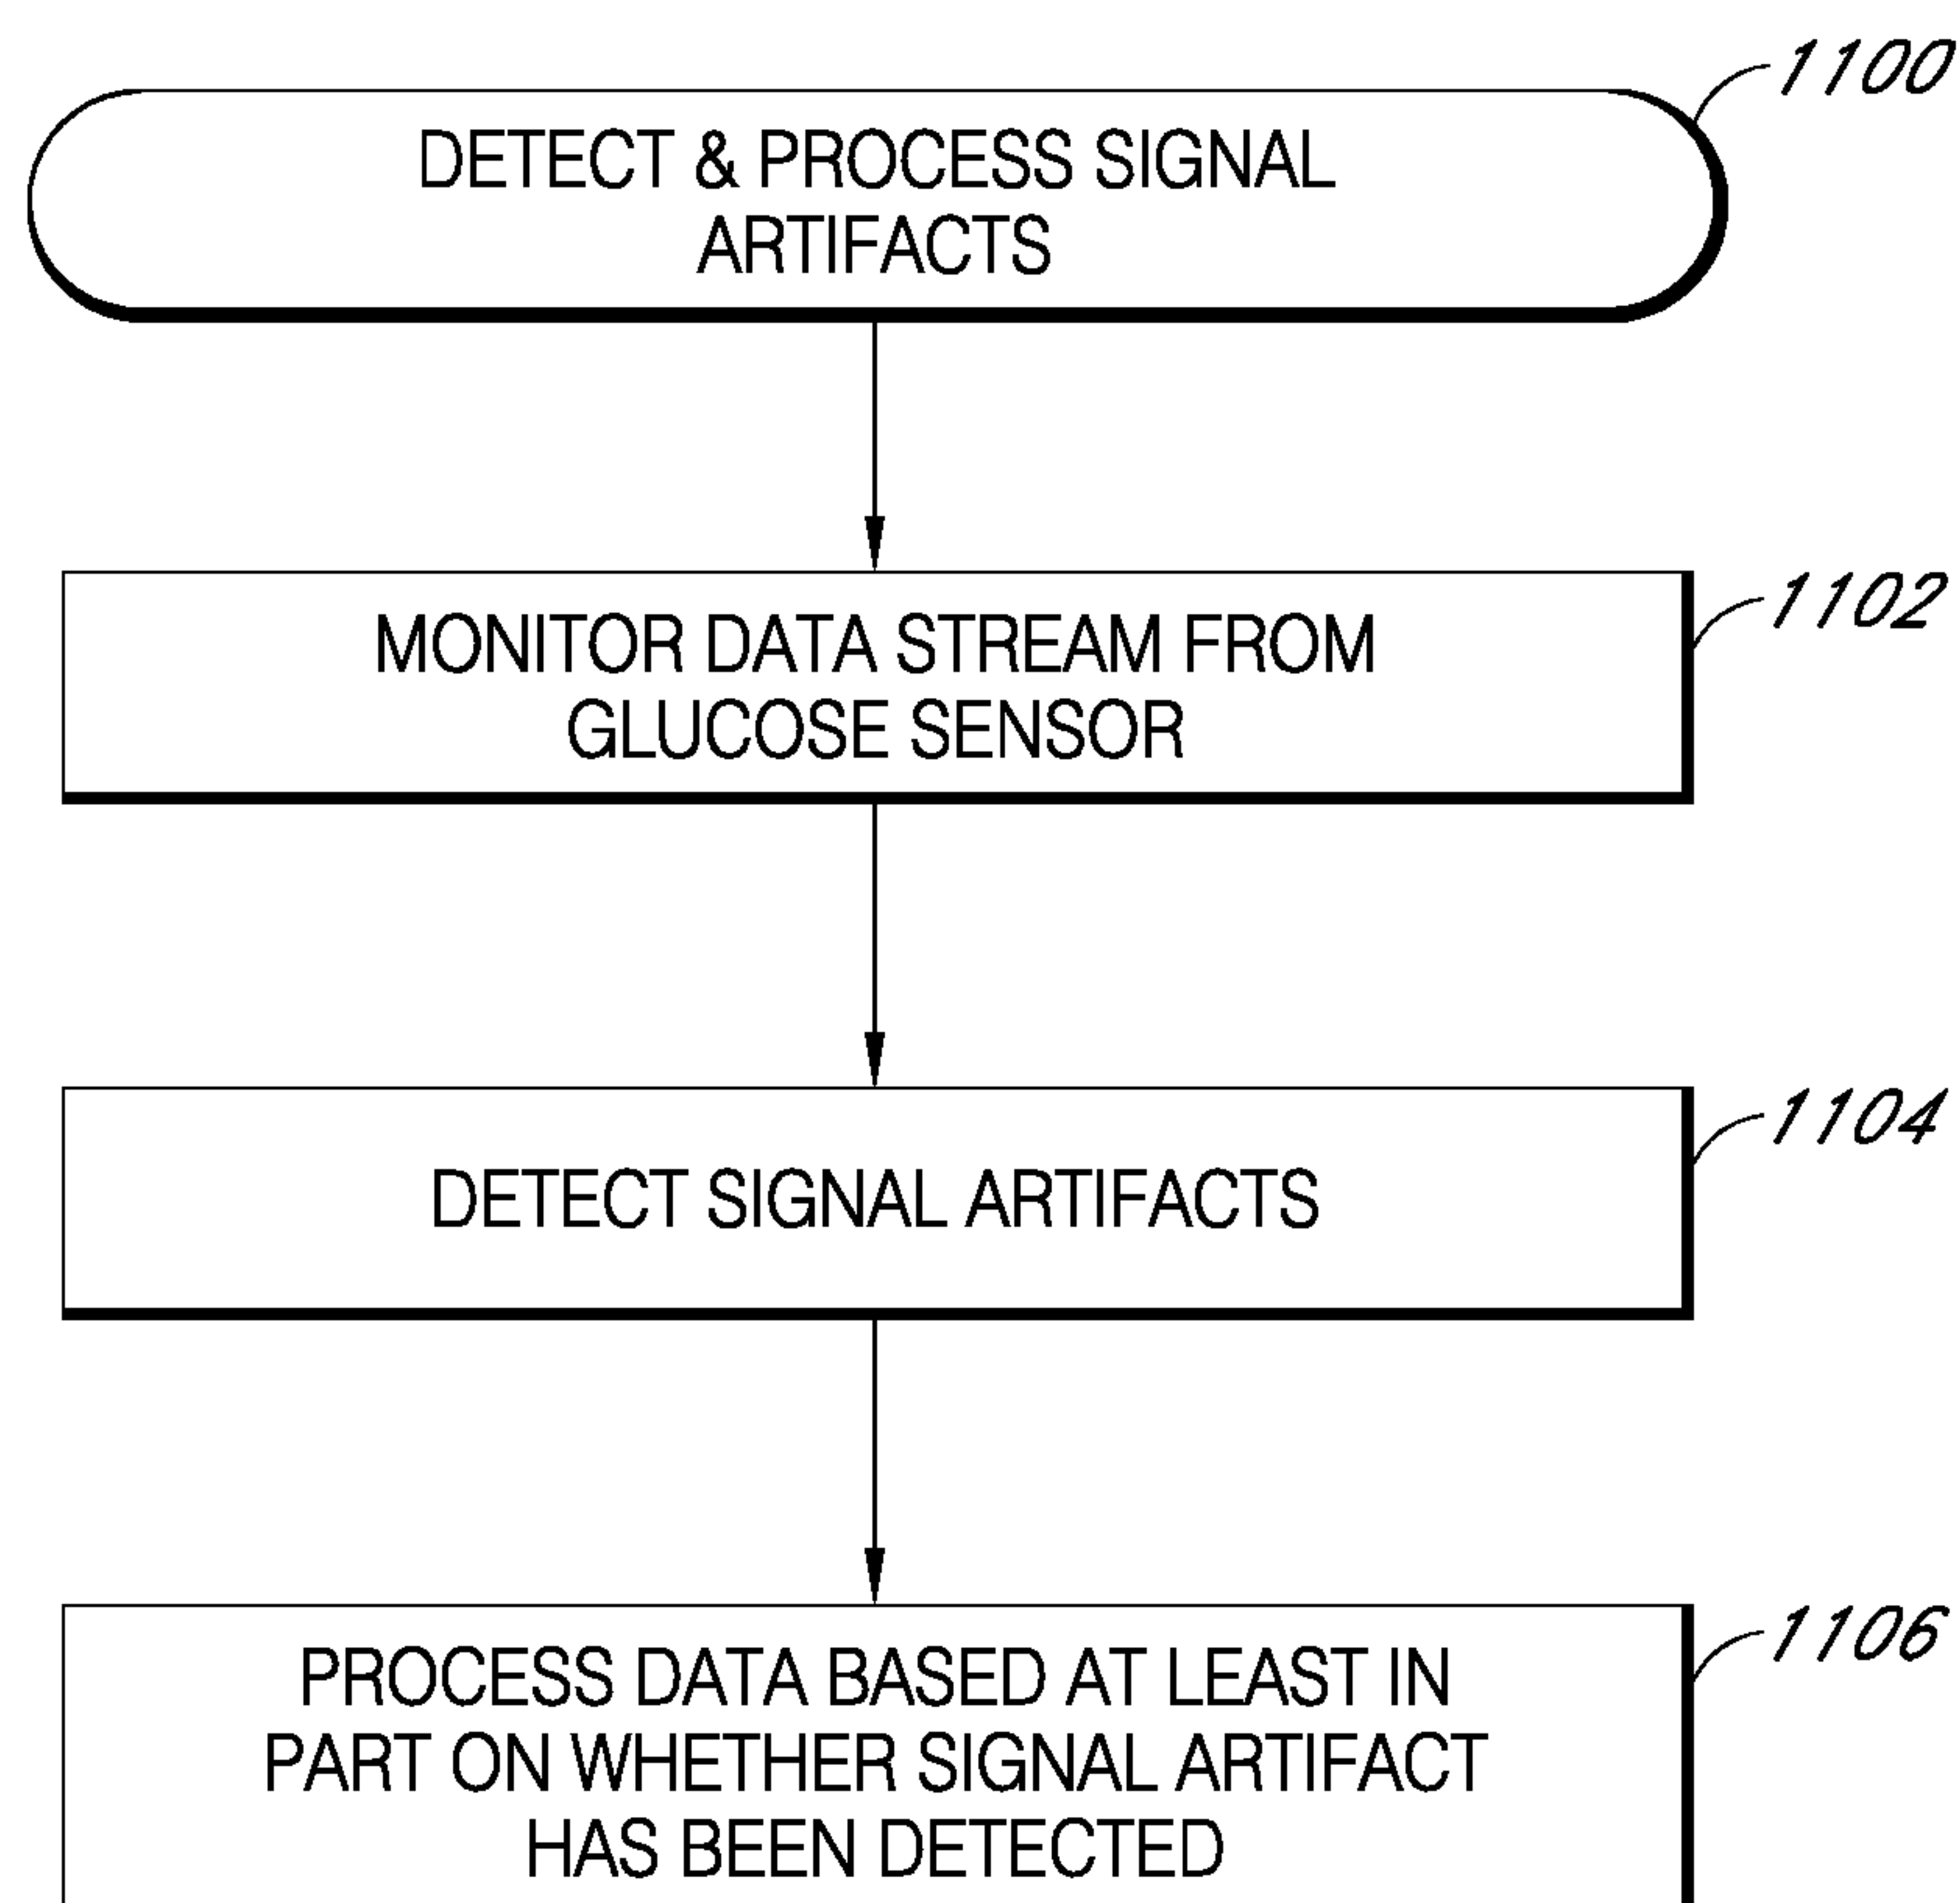 1100
DETECT & PROCESS SIGNAL
ARTIFACTS
1102
MONITOR DATA STREAM FROM
GLUCOSE SENSOR
1104
DETECT SIGNAL ARTIFACTS
1106
PROCESS DATA BASED AT LEAST IN
PART ON WHETHER SIGNAL ARTIFACT
HAS BEEN DETECTED